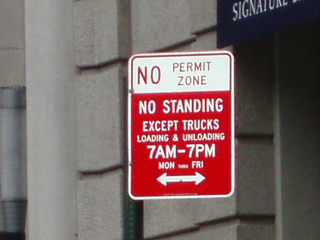 SIGNATURE
NO PERMIT
ZONE
NO STANDING
EXCEPT TRUCKS
LOADING & UNLOADING
7AM-7PM
MON THRU FRI